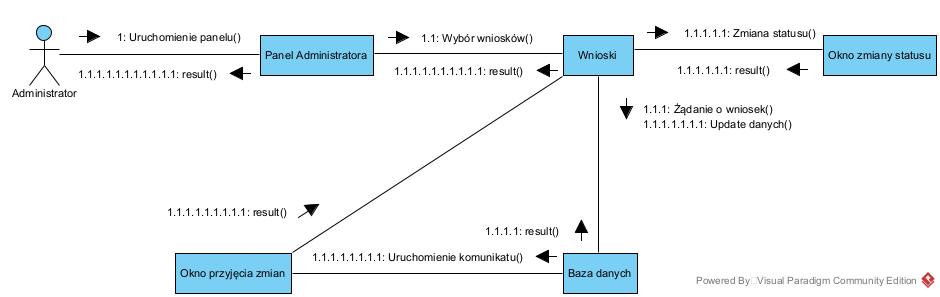 1: Uruchomienie panelu()
1.1: Wybór wniosków()
1.1.1.1.1: Zmiana statusu()
Panel Administratora
Wnioski
Okno zmiany statusu
1.1.1.1.1.1.1.1.1.1.1.1: result()
1.1.1.1.1.1.1.1.1.1.1: result()
1.1.1.1.1.1: result()
Administrator
1.1.1: Żądanie o wniosek()
1.1.1.1.1.1.1: Update danych()
1.1.1.1.1.1.1.1.1: result()
1.1.1.1: result()
1.1.1.1.1.1.1.1: Uruchomienie komunikatu()
Okno przyjęcia zmian
Baza danych
Powered By Visual Paradigm Community Edition